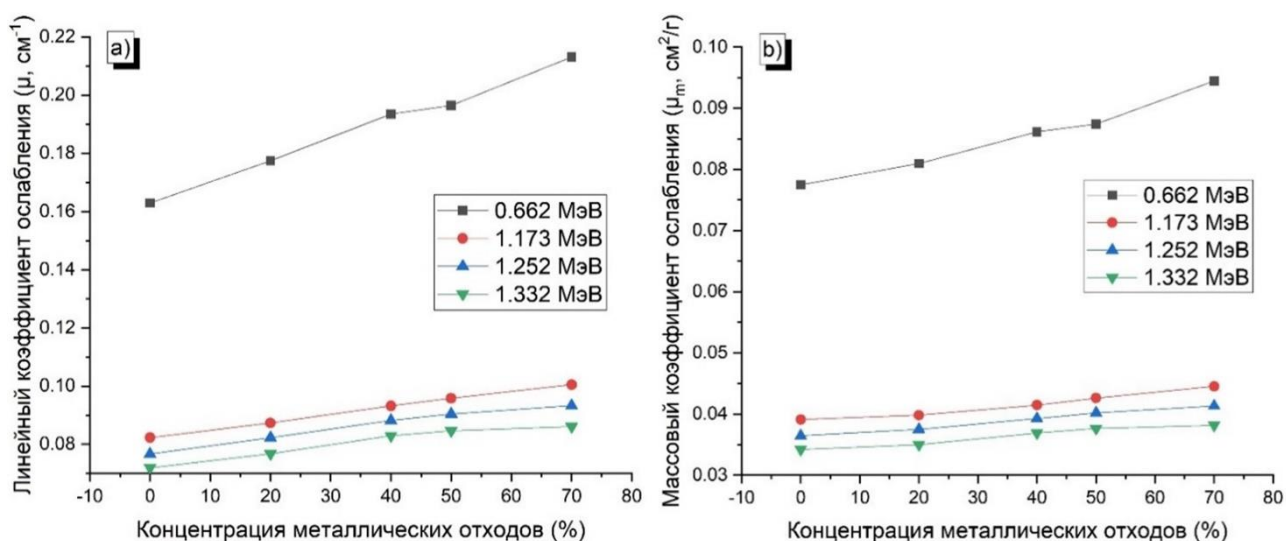 a)
Линейный коэффициент ослабления (μ, см⁻¹)
0.22
0.20
0.18
0.16
0.14
0.12
0.10
0.08
0.662 МэВ
1.173 МэВ
1.252 МэВ
1.332 МэВ
-10 0 10 20 30 40 50 60 70 80
Концентрация металлических отходов (%)
b)
Массовый коэффициент ослабления (μₘ, см²/г)
0.10
0.09
0.08
0.07
0.06
0.05
0.04
0.03
0.662 МэВ
1.173 МэВ
1.252 МэВ
1.332 МэВ
-10 0 10 20 30 40 50 60 70 80
Концентрация металлических отходов (%)